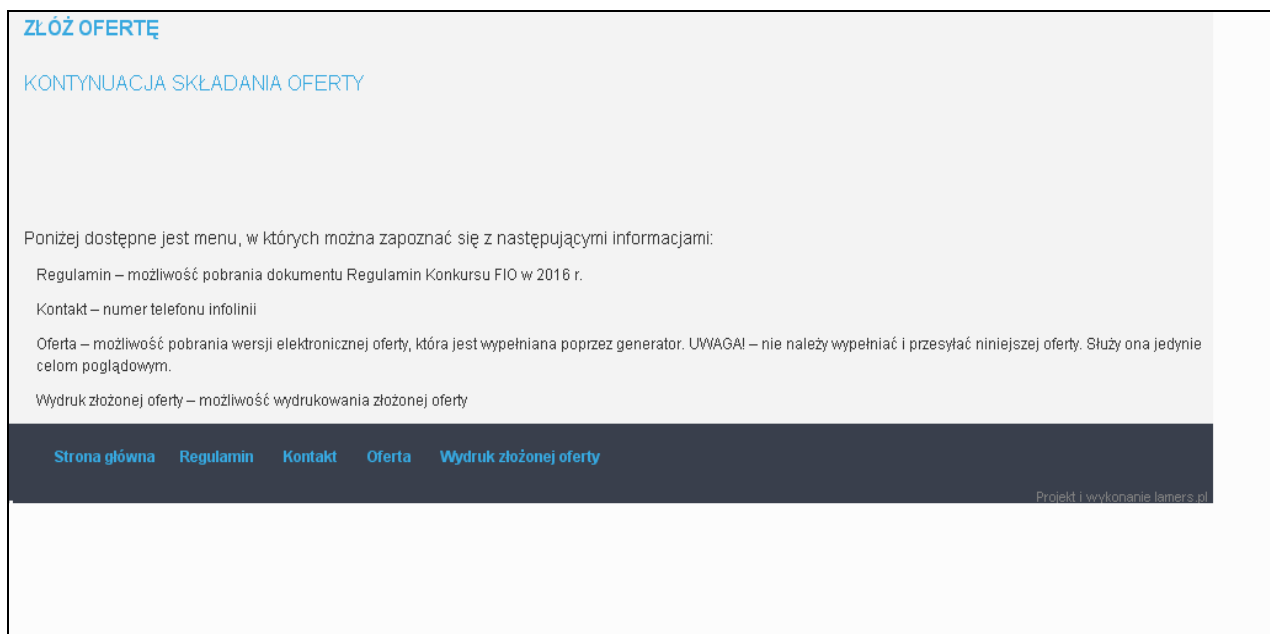 ZŁÓŻ OFERTĘ
KONTYNUACJA SKŁADANIA OFERTY
Poniżej dostępne jest menu, w których można zapoznać się z następującymi informacjami:
Regulamin – możliwość pobrania dokumentu Regulamin Konkursu FIO w 2016 r.
Kontakt – numer telefonu infolinii
Oferta – możliwość pobrania wersji elektronicznej oferty, która jest wypełniana poprzez generator. UWAGA! – nie należy wypełniać i przesyłać niniejszej oferty. Służy ona jedynie
celom poglądowym.
Wydruk złożonej oferty – możliwość wydrukowania złożonej oferty
Strona główna Regulamin Kontakt Oferta Wydruk złożonej oferty
Projekt i wykonanie lamers.pl